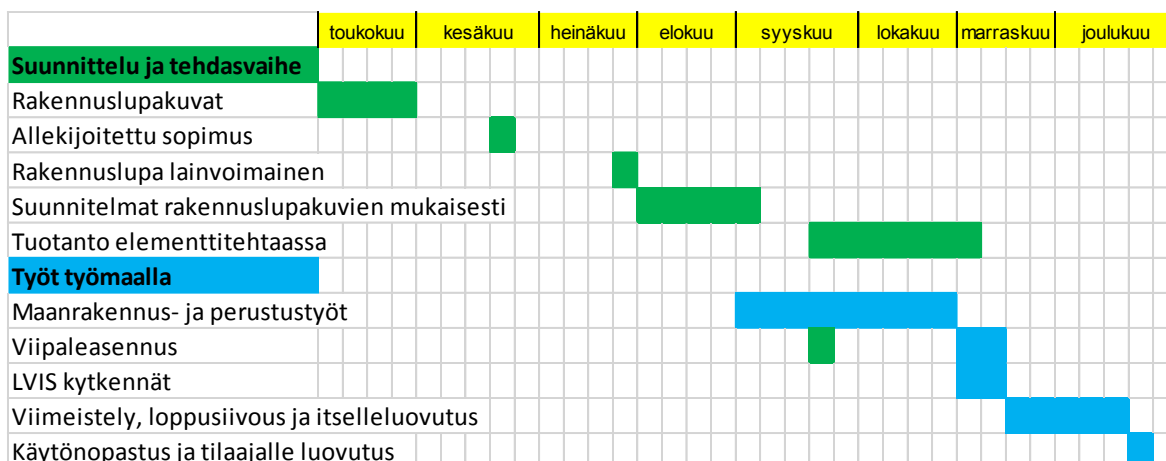 toukokuu kesäkuu heinäkuu elokuu syyskuu lokakuu marraskuu joulukuu
Suunnittelu ja tehdasvaihe
Rakennuslupakuvat
Allekijoitettu sopimus
Rakennuslupa lainvoimainen
Suunnitelmat rakennuslupakuvien mukaisesti
Tuotanto elementtitehtaassa
Työt työmaalla
Maanrakennus- ja perustustyöt
Viipaleasennus
LVIS kytkennät
Viimeistely, loppusiivous ja itselleluovutus
Käytönopastus ja tilaajalle luovutus